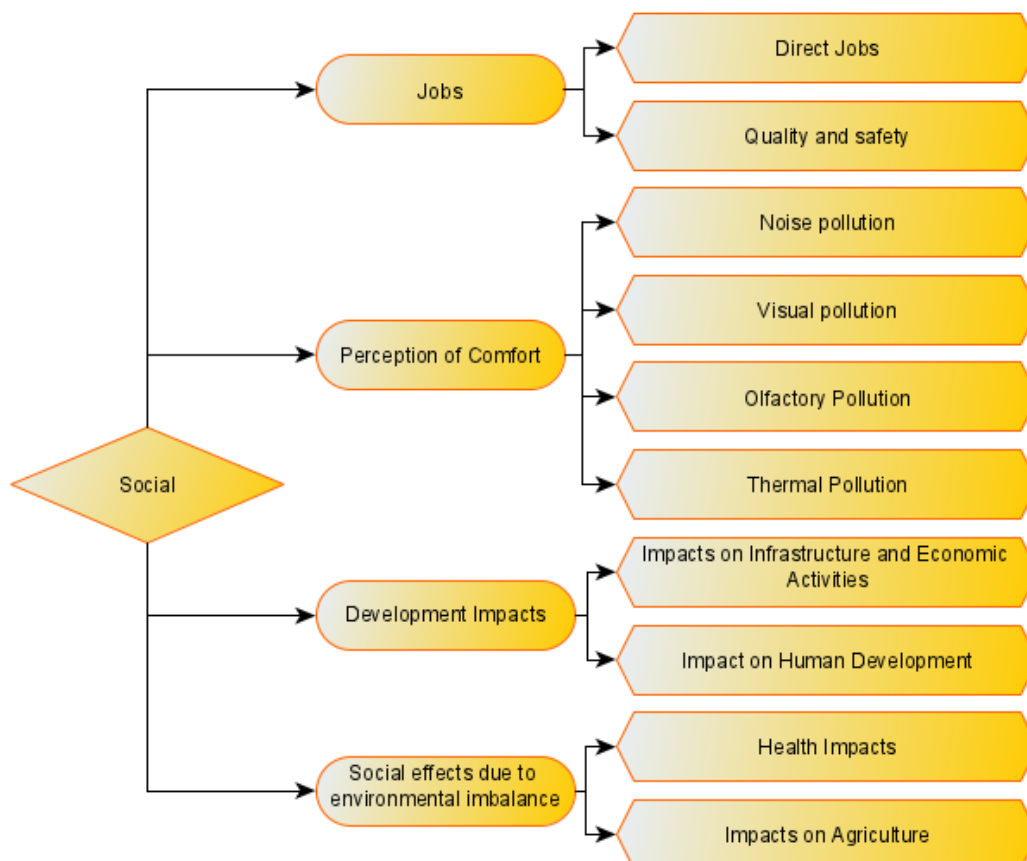 Social
Jobs
Direct Jobs
Quality and safety
Perception of Comfort
Noise pollution
Visual pollution
Olfactory Pollution
Thermal Pollution
Development Impacts
Impacts on Infrastructure and Economic
Activities
Impact on Human Development
Social effects due to
environmental imbalance
Health Impacts
Impacts on Agriculture